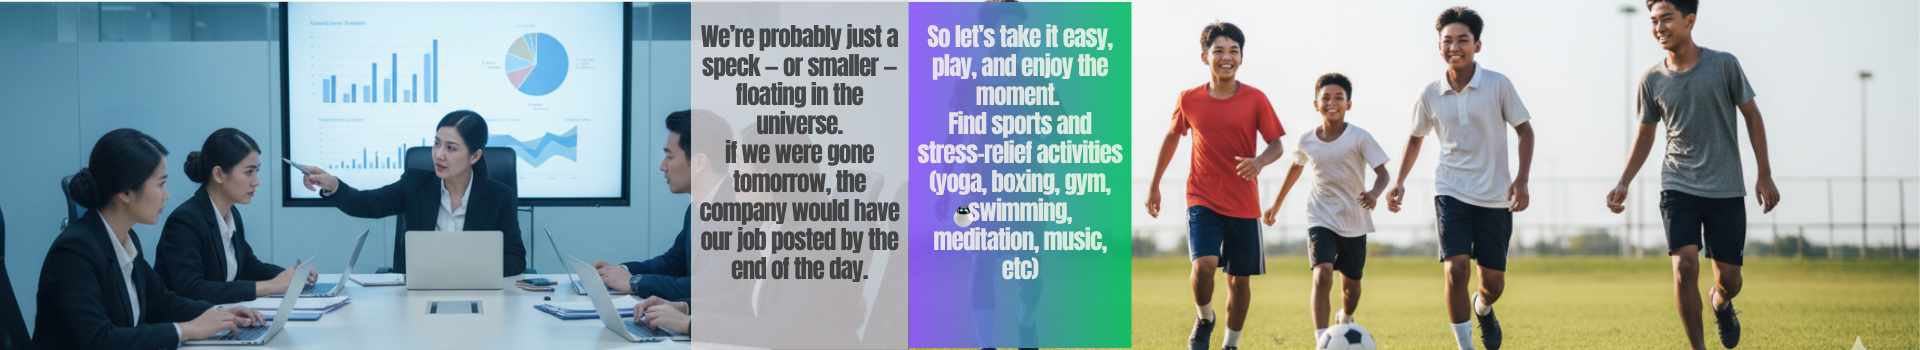 We're probably just a
speck – or smaller –
floating in the
universe.
if we were gone
tomorrow, the
company would have
our job posted by the
end of the day.
So let's take it easy,
play, and enjoy the
moment.
Find sports and
stress-relief activities
(yoga, boxing, gym,
swimming,
meditation, music,
etc)